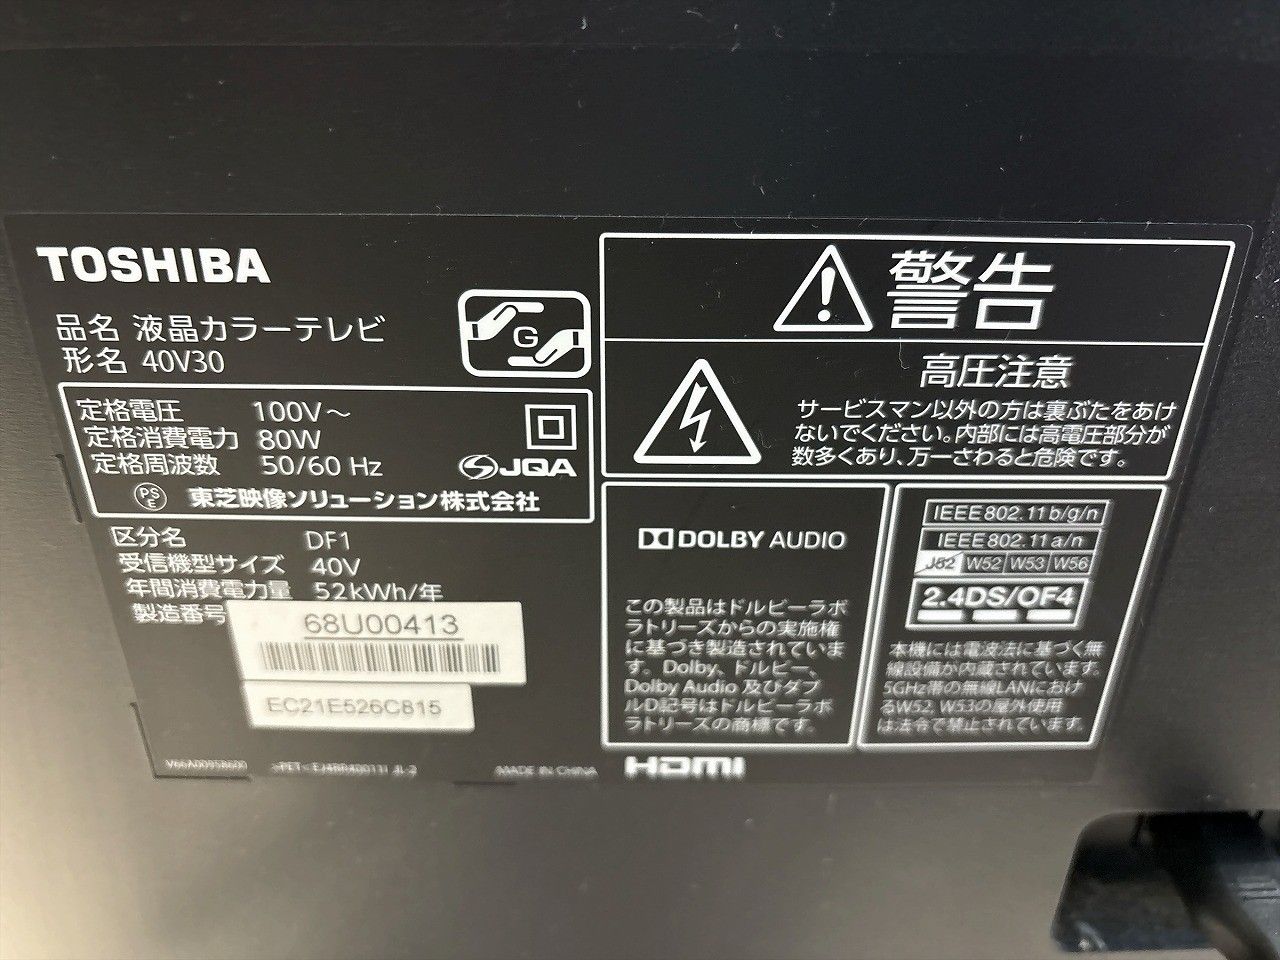 TOSHIBA
品名 液晶カラーテレビ
形名 40V30
G
定格電圧 100V～
定格消費電力 80W
定格周波数 50/60 Hz
JQA
PS
E
東芝映像ソリューション株式会社
区分名 DF1
受信機型サイズ 40V
年間消費電力量 52kWh/年
製造番号
68U00413
EC21E526C815
MADE IN CHINA
警告
高圧注意
サービスマン以外の方は裏ぶたをあけ
ないでください。内部には高電圧部分が
数多くあり、万一さわると危険です。
DOLBY AUDIO
この製品はドルビーラボ
ラトリーズからの実施権
に基づき製造されていま
す。Dolby、ドルビー、
Dolby Audio 及びダブ
ルD記号はドルビーラボ
ラトリーズの商標です。
HDMI
IEEE802.11b/g/n
IEEE802.11a/n
J52 W52 W53 W56
2.4DS/OF4
本機には電波法に基づく無
線設備が内蔵されています。
5GHz帯の無線LANにおけ
るW52, W53の屋外使用
は法令で禁止されています。